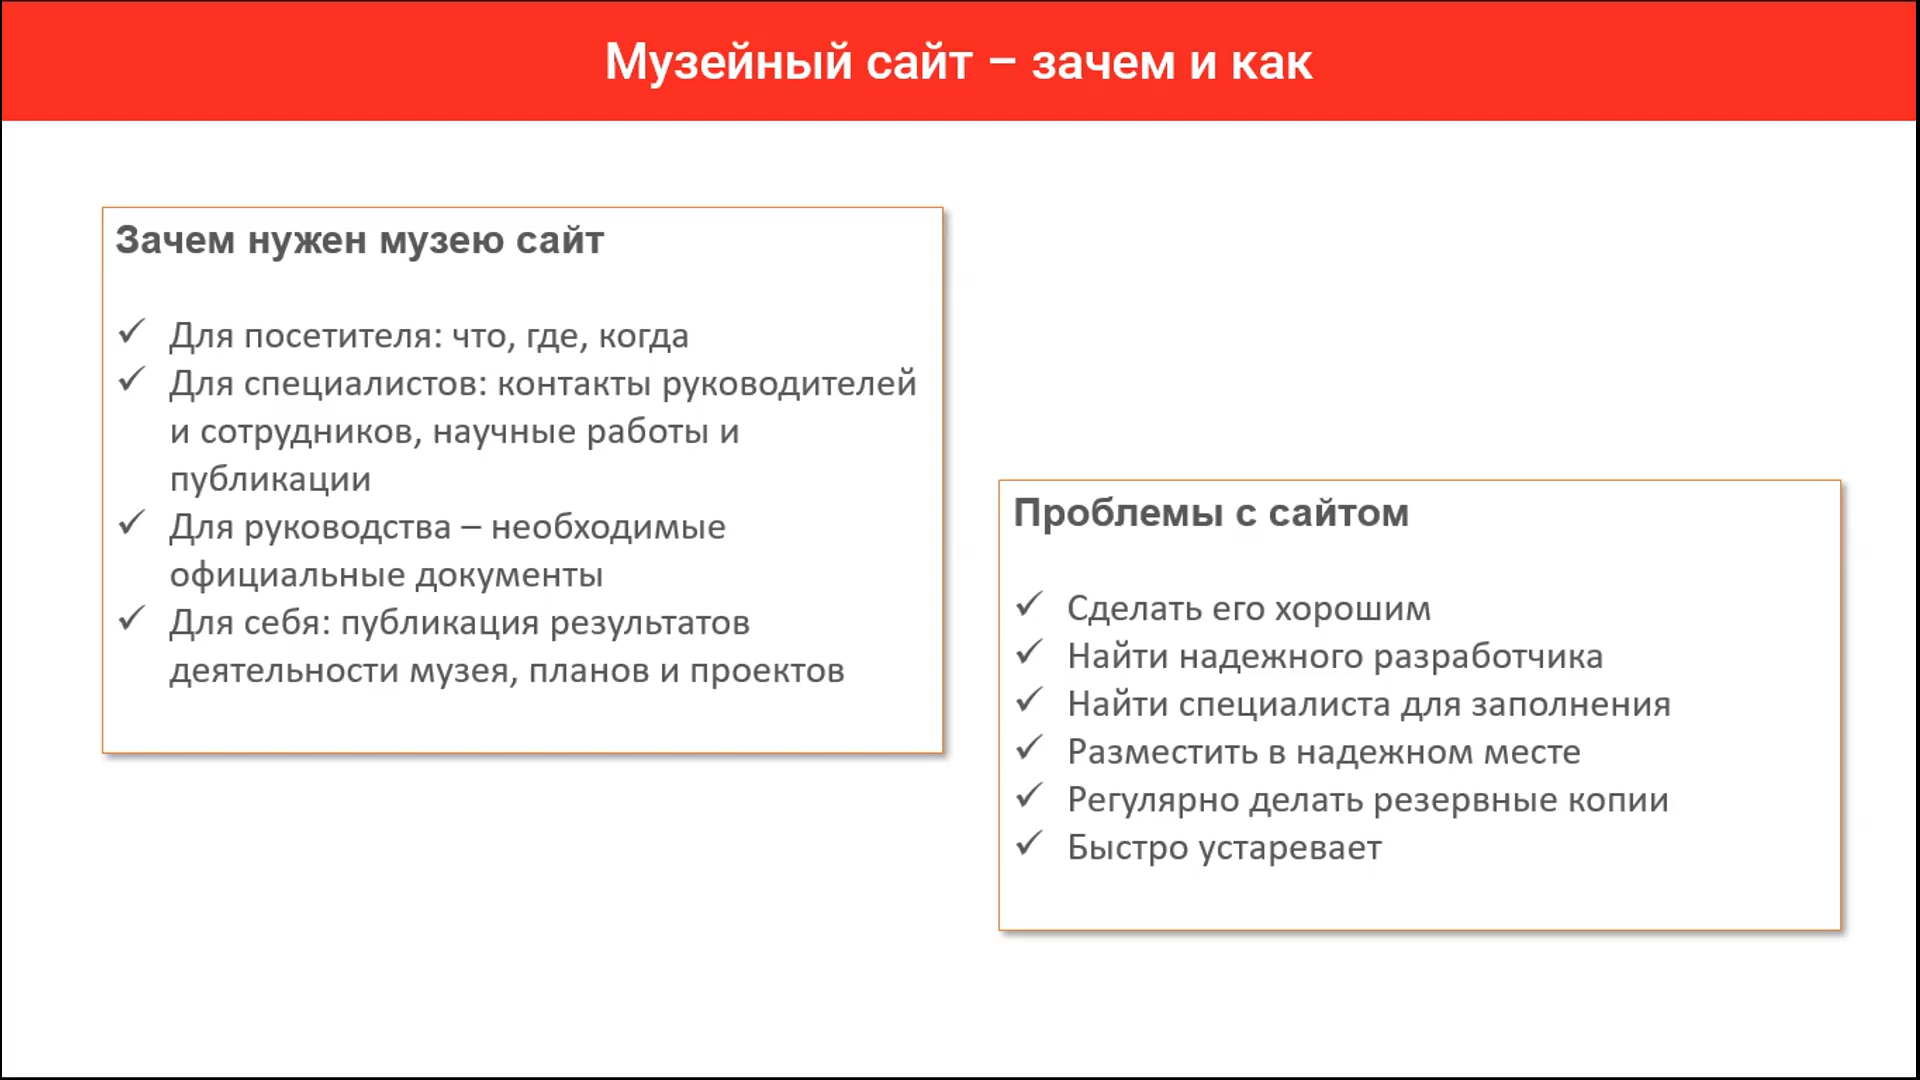 Музейный сайт – зачем и как
Зачем нужен музею сайт
✓ Для посетителя: что, где, когда
✓ Для специалистов: контакты руководителей
и сотрудников, научные работы и
публикации
✓ Для руководства – необходимые
официальные документы
✓ Для себя: публикация результатов
деятельности музея, планов и проектов
Проблемы с сайтом
✓ Сделать его хорошим
✓ Найти надежного разработчика
✓ Найти специалиста для заполнения
✓ Разместить в надежном месте
✓ Регулярно делать резервные копии
✓ Быстро устаревает